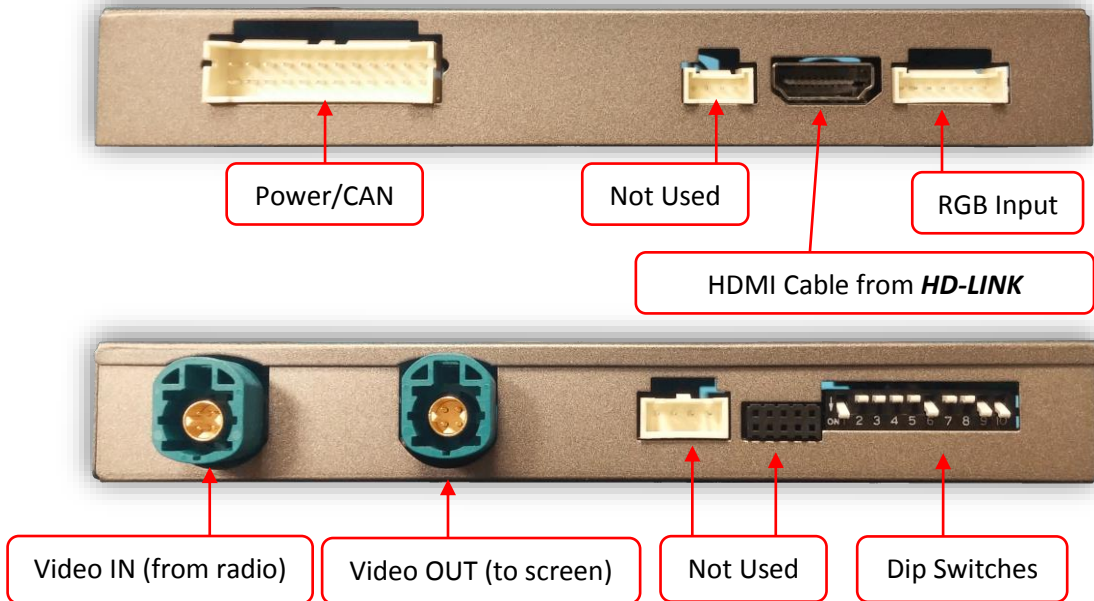 Power/CAN
Not Used
RGB Input
HDMI Cable from HD-LINK
ON 1 2 3 4 5 6 7 8 9 10
Video IN (from radio)
Video OUT (to screen)
Not Used
Dip Switches